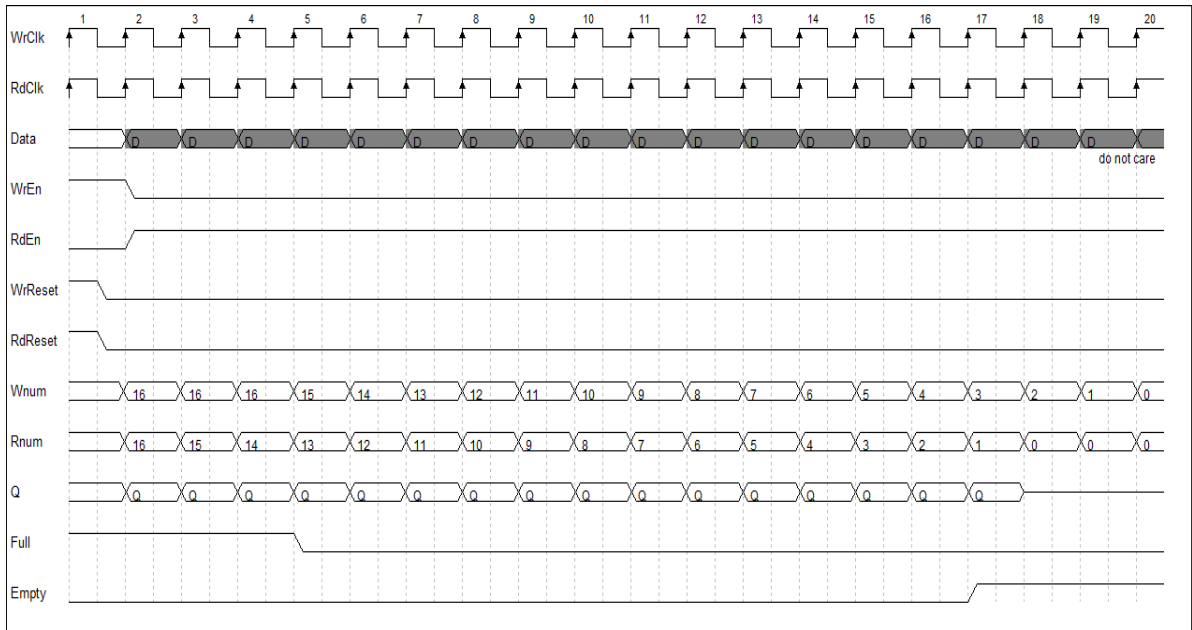 1 2 3 4 5 6 7 8 9 10 11 12 13 14 15 16 17 18 19 20
WrClk
RdClk
Data D D D D D D D D D D D D D D D D D D
do not care
WrEn
RdEn
WrReset
RdReset
Wnum 16 16 16 15 14 13 12 11 10 9 8 7 6 5 4 3 2 1 0
Rnum 16 15 14 13 12 11 10 9 8 7 6 5 4 3 2 1 0 0 0
Q Q Q Q Q Q Q Q Q Q Q Q Q Q Q Q Q
Full
Empty